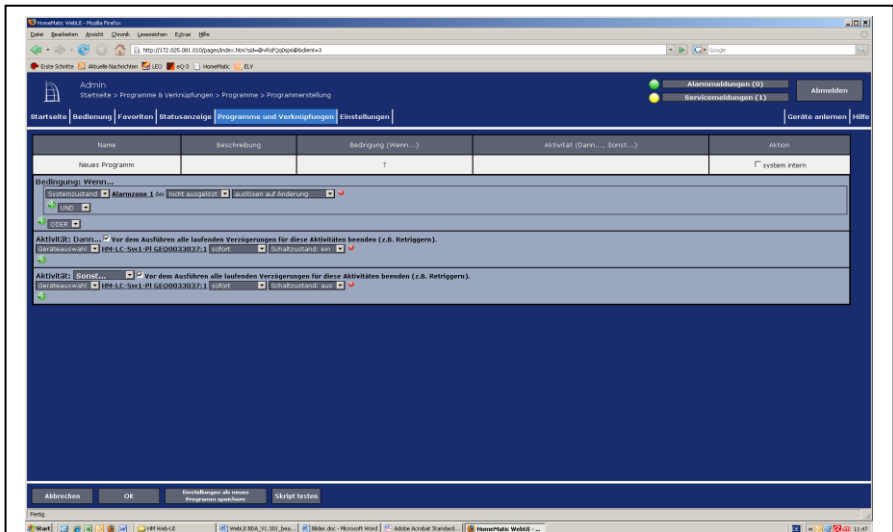 HomeMatic WebUI - Mozilla Firefox
Datei Bearbeiten Ansicht Chronik Lesezeichen Extras Hilfe
Google
Erste Schritte Aktuelle Nachrichten LEO eQ-3 HomeMatic ELV
Admin
Startseite > Programme & Verknüpfungen > Programme > Programmerstellung
Alarmmeldungen (0)
Servicemeldungen (1)
Abmelden
Startseite Bedienung Favoriten Statusanzeige Programme und Verknüpfungen Einstellungen Geräte anlernen Hilfe
Name Beschreibung Bedingung (Wenn...) Aktivität (Dann..., Sonst...) Aktion
Neues Programm ? system intern
Bedingung: Wenn...
Systemzustand Alarmzone 1 bei nicht ausgelöst auslösen auf Änderung
UND
ODER
Aktivität: Dann... Vor dem Ausführen alle laufenden Verzögerungen für diese Aktivitäten beenden (z.B. Retriggern).
Geräteauswahl HM-LC-Sw1-Pl GEQ0033037:1 sofort Schaltzustand: ein
Aktivität: Sonst... Vor dem Ausführen alle laufenden Verzögerungen für diese Aktivitäten beenden (z.B. Retriggern).
Geräteauswahl HM-LC-Sw1-Pl GEQ0033037:1 sofort Schaltzustand: aus
Abbrechen OK Einstellungen als neues Programm speichern Skript testen
Fertig
Start HM Web-UI WebUI BDA_V1.301_bea... Bilder.doc - Microsoft Word Adobe Acrobat Standard... HomeMatic WebUI - ... DE 11:47